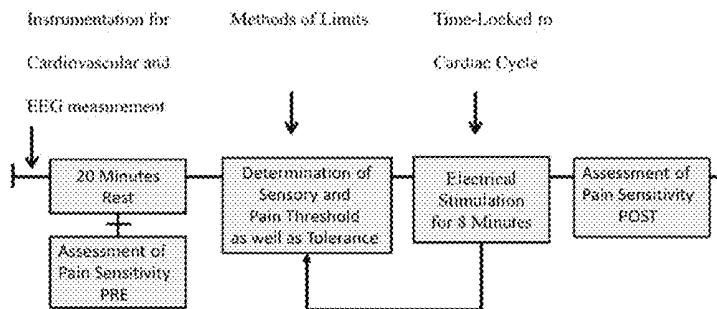 Instrumentation for
Cardiovascular and
EEG measurement
Methods of Limits
Time-Locked to
Cardiac Cycle
20 Minutes
Rest
Assessment of
Pain Sensitivity
PRE
Determination of
Sensory and
Pain Threshold
as well as Tolerance
Electrical
Stimulation
for 8 Minutes
Assessment of
Pain Sensitivity
POST